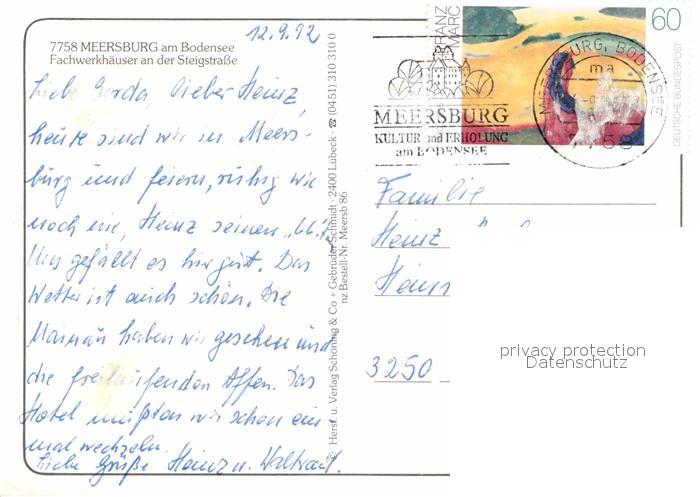 12.9.92
7758 MEERSBURG am Bodensee
Fachwerkhäuser an der Steigstraße
Liebe Gerda, lieber Heinz,
heute sind wir in Meers-
burg und feiern, ruhig wie
noch nie, Heinz seinen „66.“
Uns gefällt es hier gut. Das
Wetter ist auch schön. Die
Mainau haben wir gesehen und
die freilaufenden Affen. Das
Hotel mußten wir schon ein
mal wechseln.
Liebe Grüße Heinz u. Waltraut.
© Herst. u. Verlag Schöning & Co + Gebrüder Schmidt · 2400 Lübeck · ☎ (0451) 310 310 0
nz Bestell-Nr. Meersb 86
FRANZ
MARC
60
DEUTSCHE BUNDESPOST
MEERSBURG
KULTUR und ERHOLUNG
am BODENSEE
MEERSBURG, BODENSEE
ma
7758
Familie
Heinz
Hein
3250
privacy protection
Datenschutz